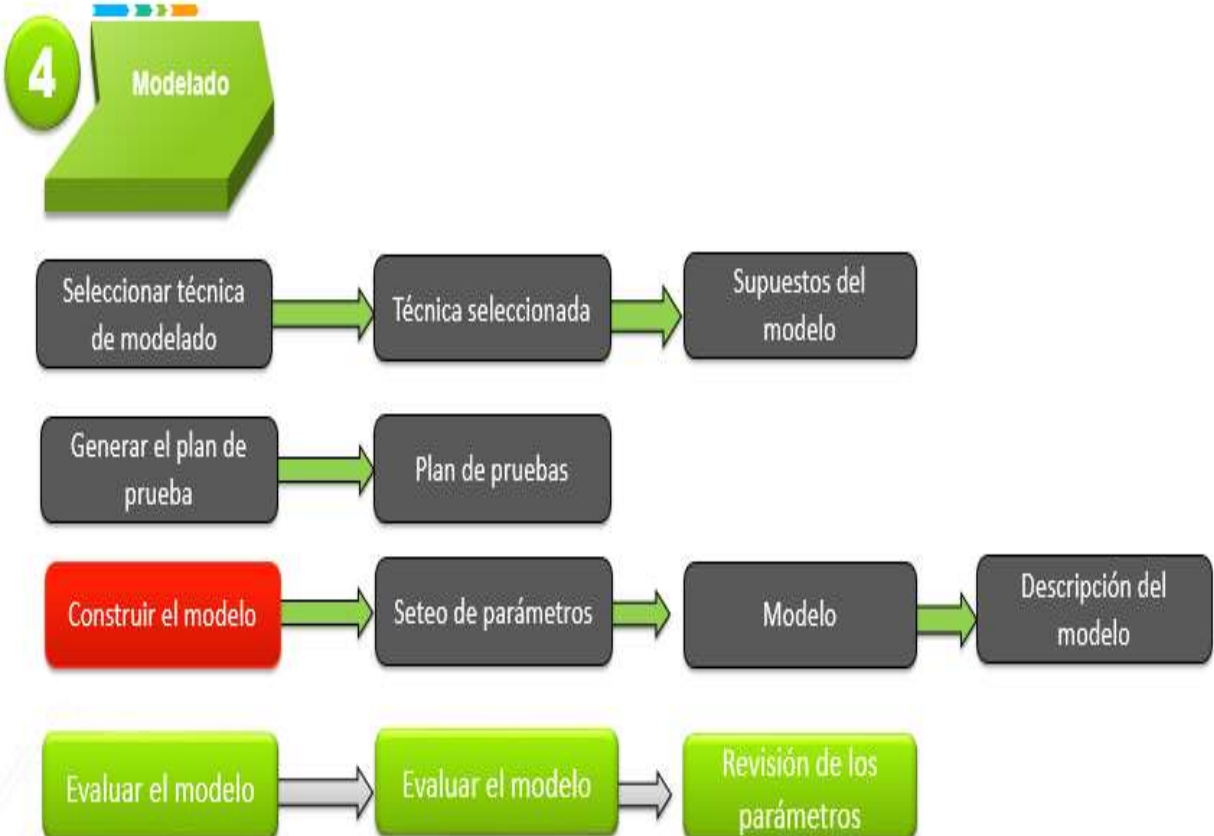 4
Modelado
Seleccionar técnica
de modelado
Técnica seleccionada
Supuestos del
modelo
Generar el plan de
prueba
Plan de pruebas
Construir el modelo
Seteo de parámetros
Modelo
Descripción del
modelo
Evaluar el modelo
Evaluar el modelo
Revisión de los
parámetros